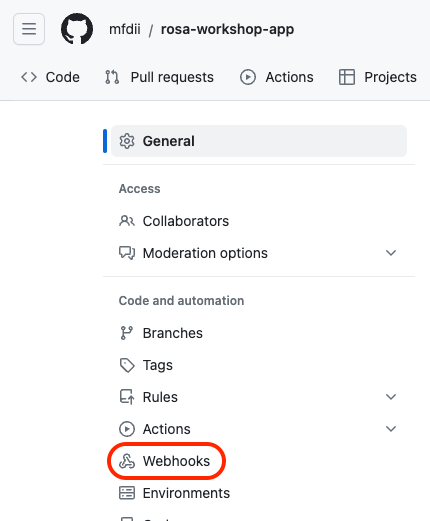 mfdii / rosa-workshop-app
Code Pull requests Actions Projects
General
Access
Collaborators
Moderation options
Code and automation
Branches
Tags
Rules
Actions
Webhooks
Environments